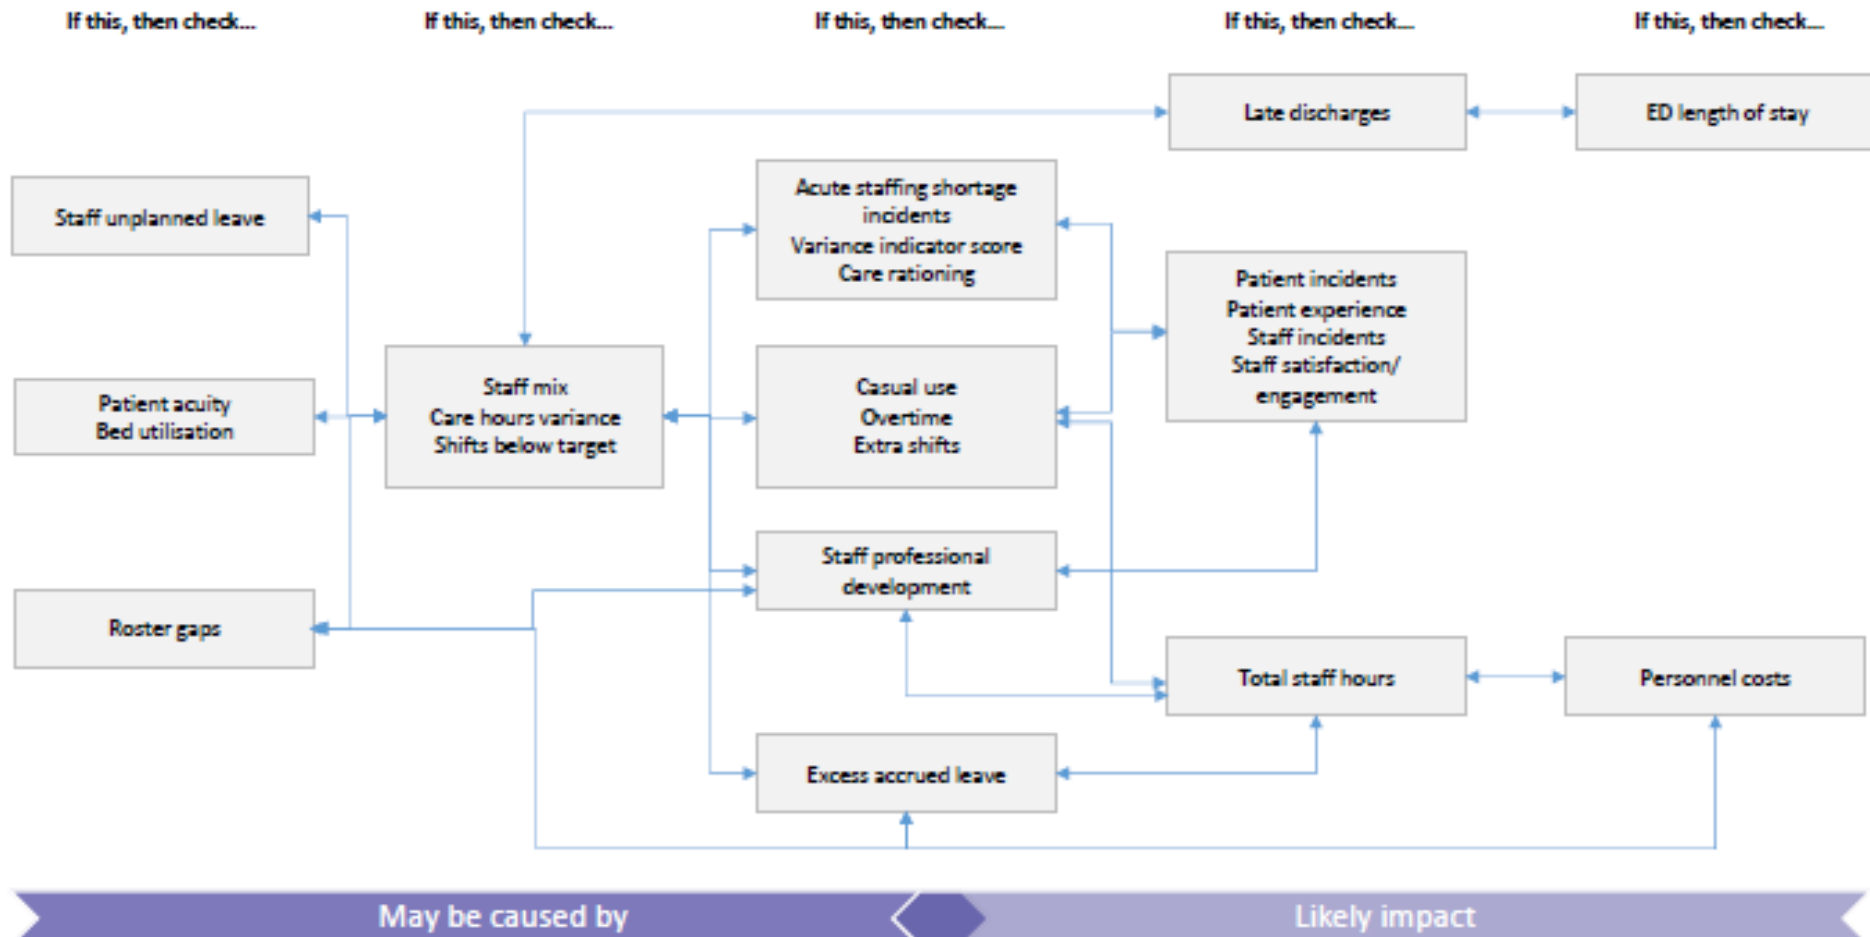 If this, then check...
If this, then check...
If this, then check...
If this, then check...
If this, then check...
Late discharges
ED length of stay
Staff unplanned leave
Acute staffing shortage
incidents
Variance indicator score
Care rationing
Patient incidents
Patient experience
Staff incidents
Staff satisfaction/
engagement
Patient acuity
Bed utilisation
Staff mix
Care hours variance
Shifts below target
Casual use
Overtime
Extra shifts
Staff professional
development
Roster gaps
Total staff hours
Personnel costs
Excess accrued leave
May be caused by
Likely impact